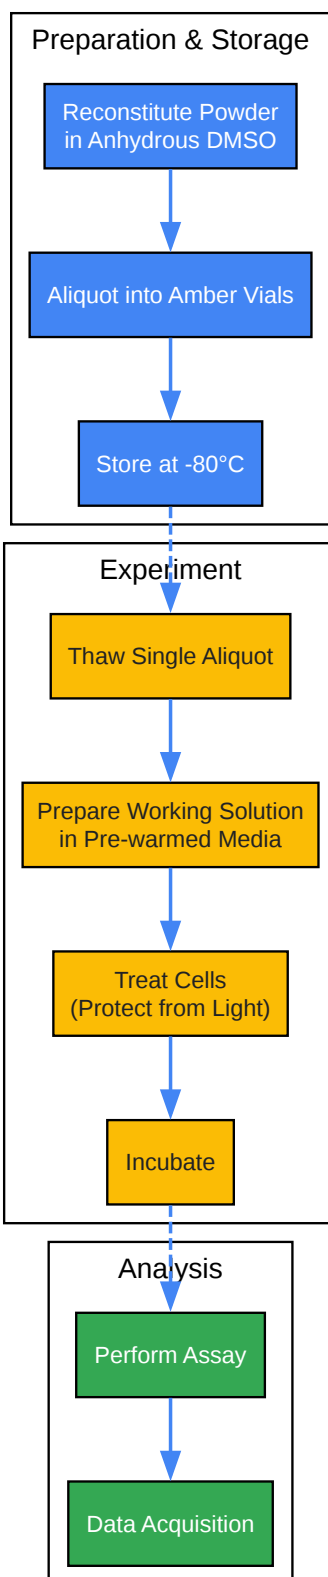 Preparation & Storage
Reconstitute Powder
in Anhydrous DMSO
Aliquot into Amber Vials
Store at -80°C
Experiment
Thaw Single Aliquot
Prepare Working Solution
in Pre-warmed Media
Treat Cells
(Protect from Light)
Incubate
Analysis
Perform Assay
Data Acquisition